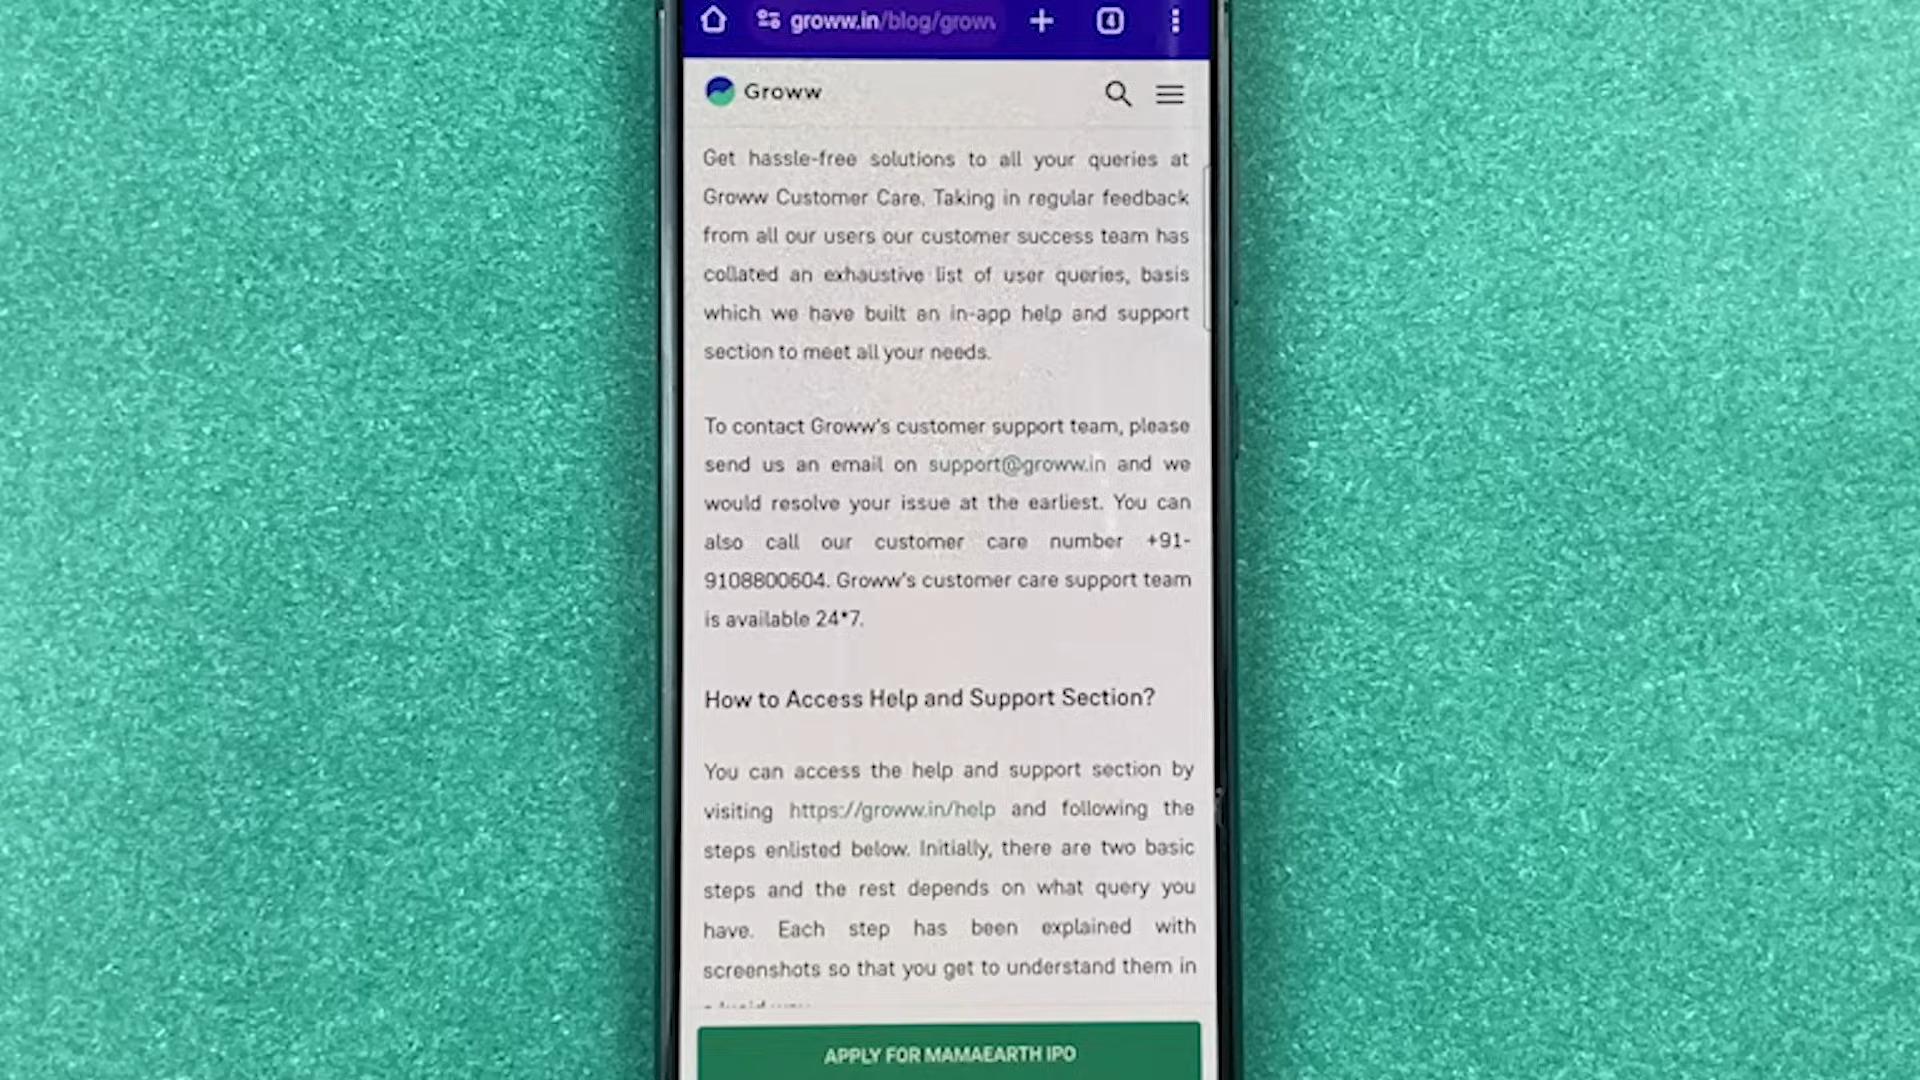 groww.in/blog/grow
4
Groww
Get hassle-free solutions to all your queries at
Groww Customer Care. Taking in regular feedback
from all our users our customer success team has
collated an exhaustive list of user queries, basis
which we have built an in-app help and support
section to meet all your needs.
To contact Groww's customer support team, please
send us an email on support@groww.in and we
would resolve your issue at the earliest. You can
also call our customer care number +91-
9108800604. Groww's customer care support team
is available 24*7.
How to Access Help and Support Section?
You can access the help and support section by
visiting https://groww.in/help and following the
steps enlisted below. Initially, there are two basic
steps and the rest depends on what query you
have. Each step has been explained with
screenshots so that you get to understand them in
APPLY FOR MAMAEARTH IPO